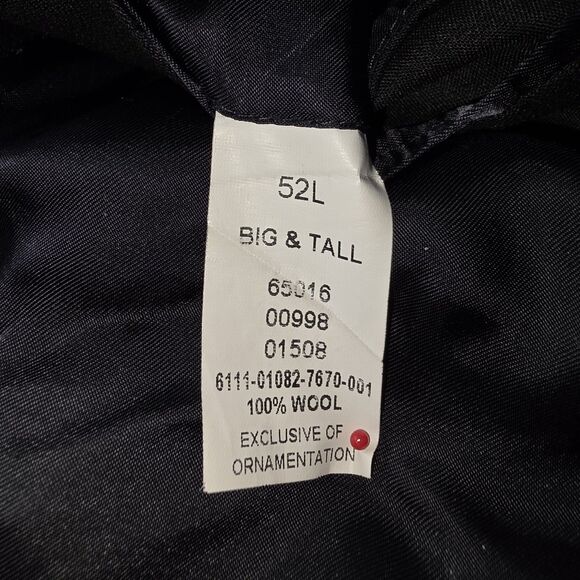 52L
BIG & TALL
65016
00998
01508
6111-01082-7670-001
100% WOOL
EXCLUSIVE OF
ORNAMENTATION